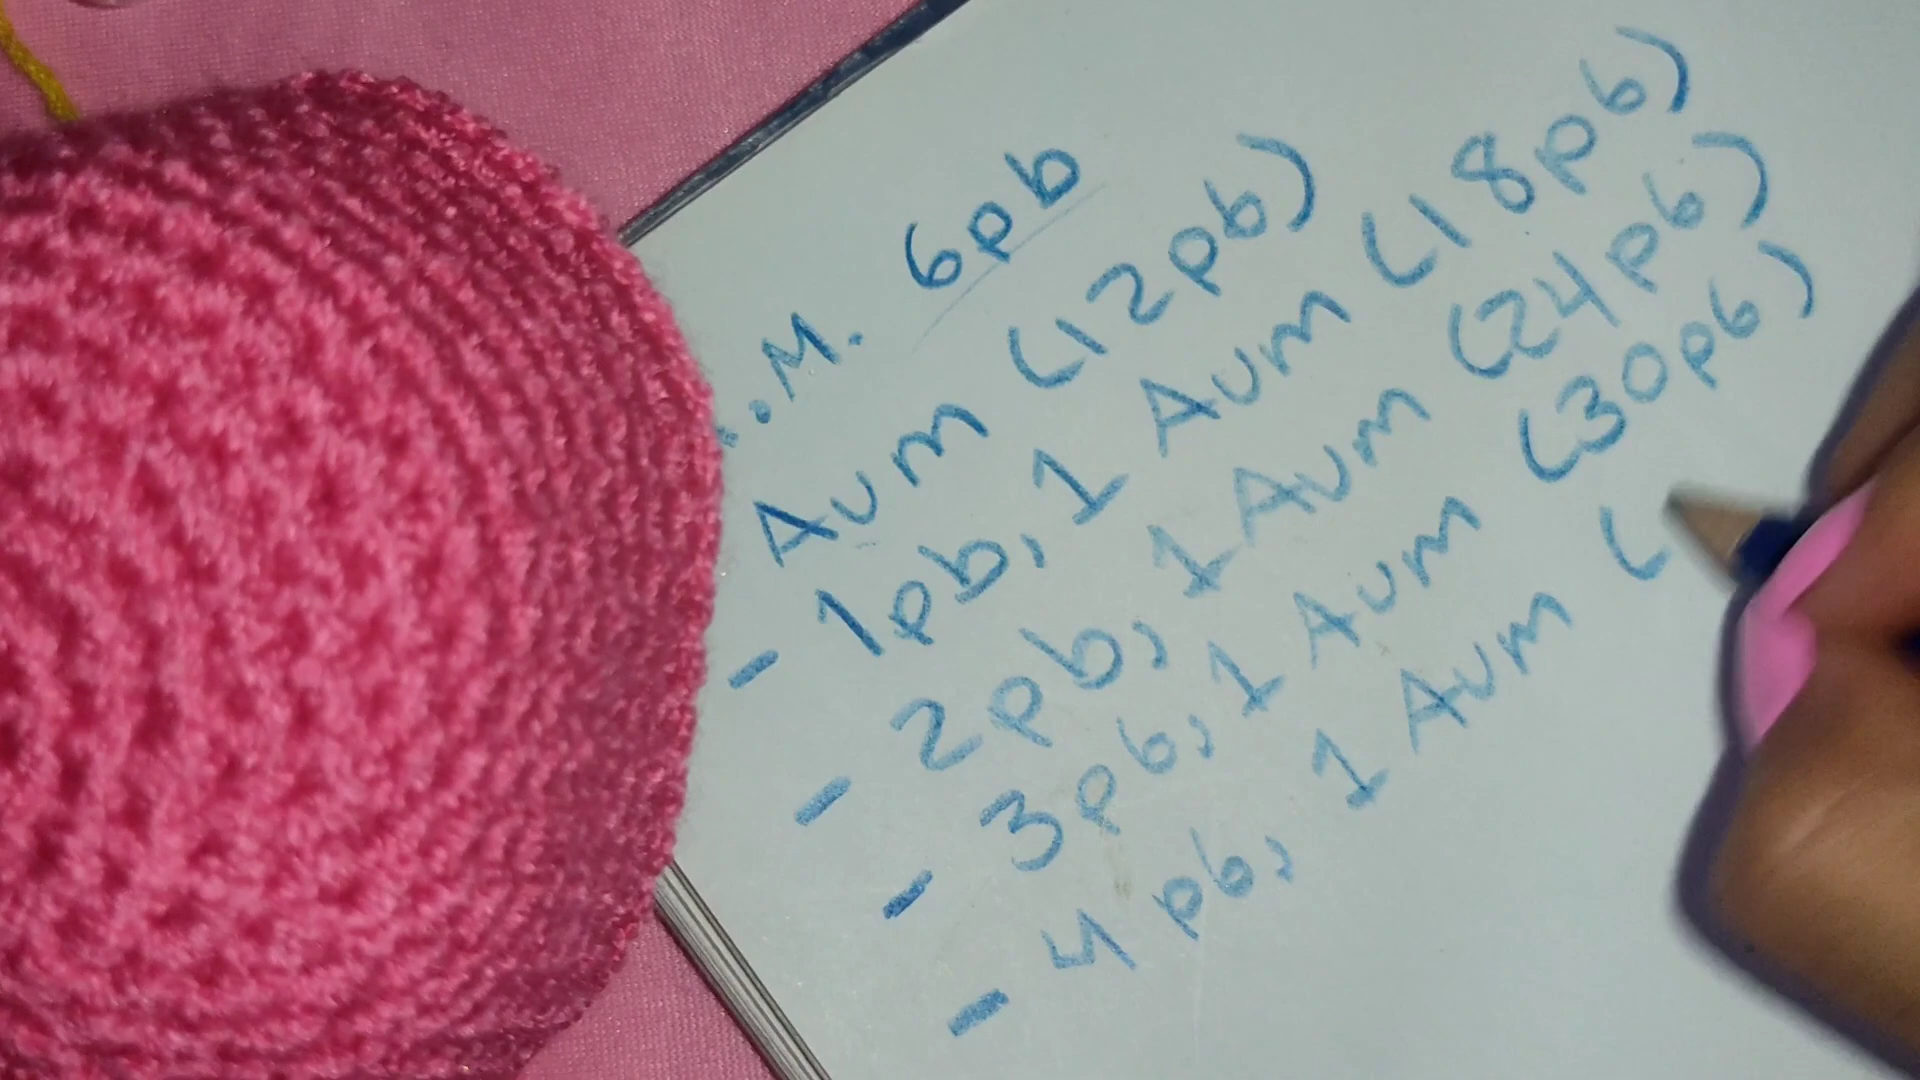 .M. 6pb
Aum (12pb)
- 1pb, 1 Aum (18pb)
- 2pb, 1 Aum (24pb)
- 3pb, 1 Aum (30pb)
- 4pb, 1 Aum (